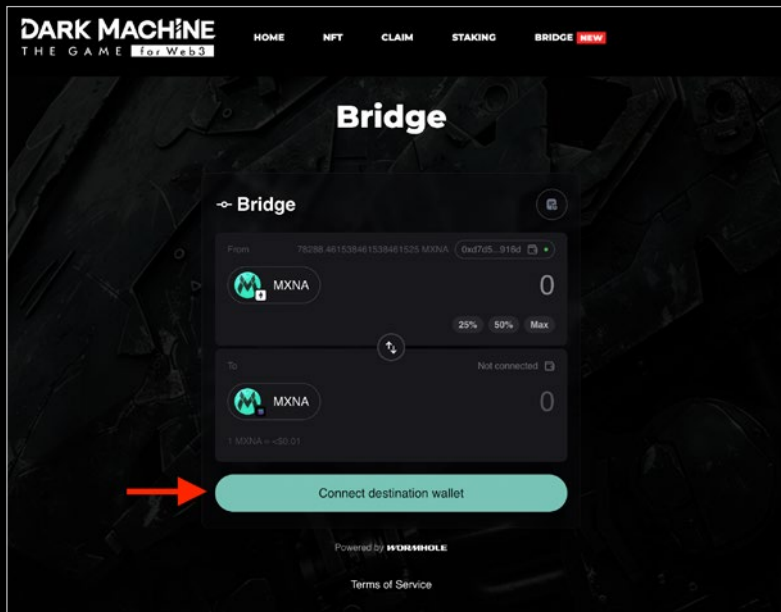 DARK MACHINE
THE GAME for Web3
HOME NFT CLAIM STAKING BRIDGE NEW
Bridge
Bridge
From 78288.461538461538461525 MXNA 0xd7d5...916d
MXNA 0
25% 50% Max
To Not connected
MXNA 0
1 MXNA = <$0.01
Connect destination wallet
Powered by WORMHOLE
Terms of Service